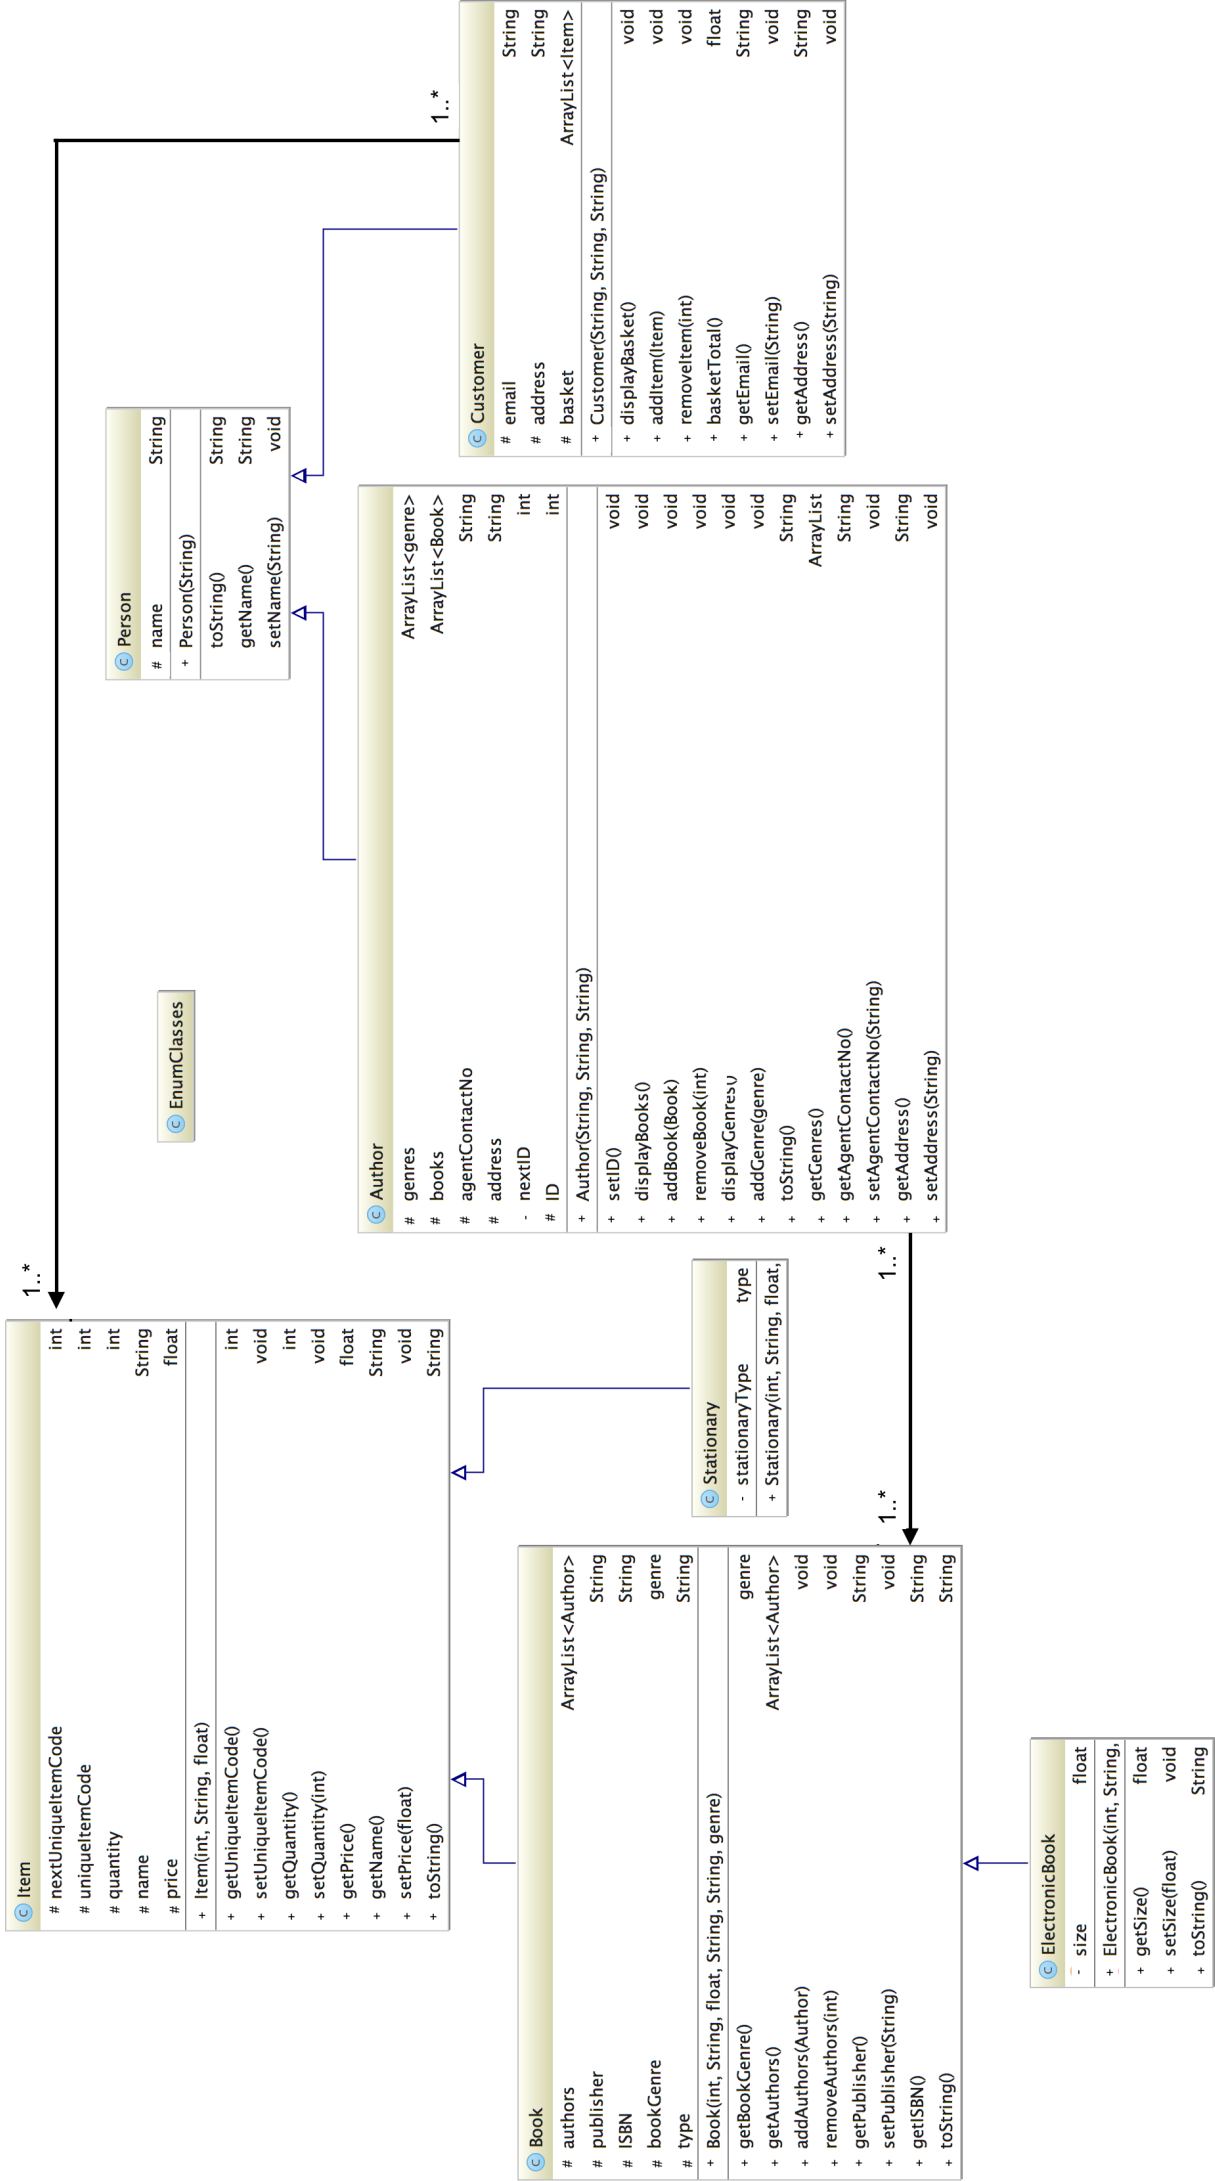 Item
# nextUniqueItemCode int
# uniqueItemCode int
# quantity int
# name String
# price float
+ Item(int, String, float)
+ getUniqueItemCode() int
+ setUniqueItemCode() void
+ getQuantity() int
+ setQuantity(int) void
+ getPrice() float
+ getName() String
+ setPrice(float) void
+ toString() String
1..*
EnumClasses
C Person
# name String
+ Person(String)
toString() String
getName() String
setName(String) void
C Book
# authors ArrayList<Author>
# publisher String
# ISBN String
# bookGenre genre
# type String
+ Book(int, String, float, String, String, genre)
+ getBookGenre() genre
+ getAuthors() ArrayList<Author>
+ addAuthors(Author) void
+ removeAuthors(int) void
+ getPublisher() String
+ setPublisher(String) void
+ getISBN() String
+ toString() String
1..*
C Stationary
- stationaryType type
+ Stationary(int, String, float,
1..*
C Author
# genres ArrayList<genre>
# books ArrayList<Book>
# agentContactNo String
# address String
- nextID int
# ID int
+ Author(String, String, String)
+ setID() void
+ displayBooks() void
+ addBook(Book) void
+ removeBook(int) void
+ displayGenres() void
+ addGenre(genre) void
+ toString() String
+ getGenres() ArrayList
+ getAgentContactNo() String
+ setAgentContactNo(String) void
+ getAddress() String
+ setAddress(String) void
1..*
C Customer
# email String
# address String
# basket ArrayList<Item>
+ Customer(String, String, String)
+ displayBasket() void
+ addItem(Item) void
+ removeItem(int) void
+ basketTotal() float
+ getEmail() String
+ setEmail(String) void
+ getAddress() String
+ setAddress(String) void
C ElectronicBook
- size float
+ ElectronicBook(int, String,
+ getSize() float
+ setSize(float) void
+ toString() String